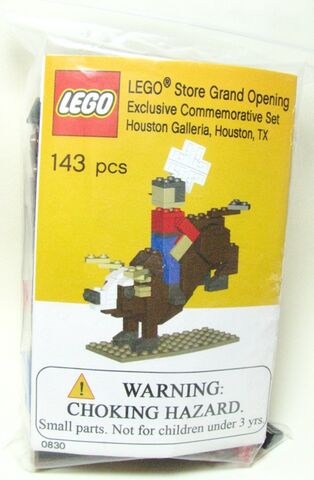 LEGO
LEGO® Store Grand Opening
Exclusive Commemorative Set
Houston Galleria, Houston, TX
143 pcs
WARNING:
CHOKING HAZARD.
Small parts. Not for children under 3 yrs.
0830